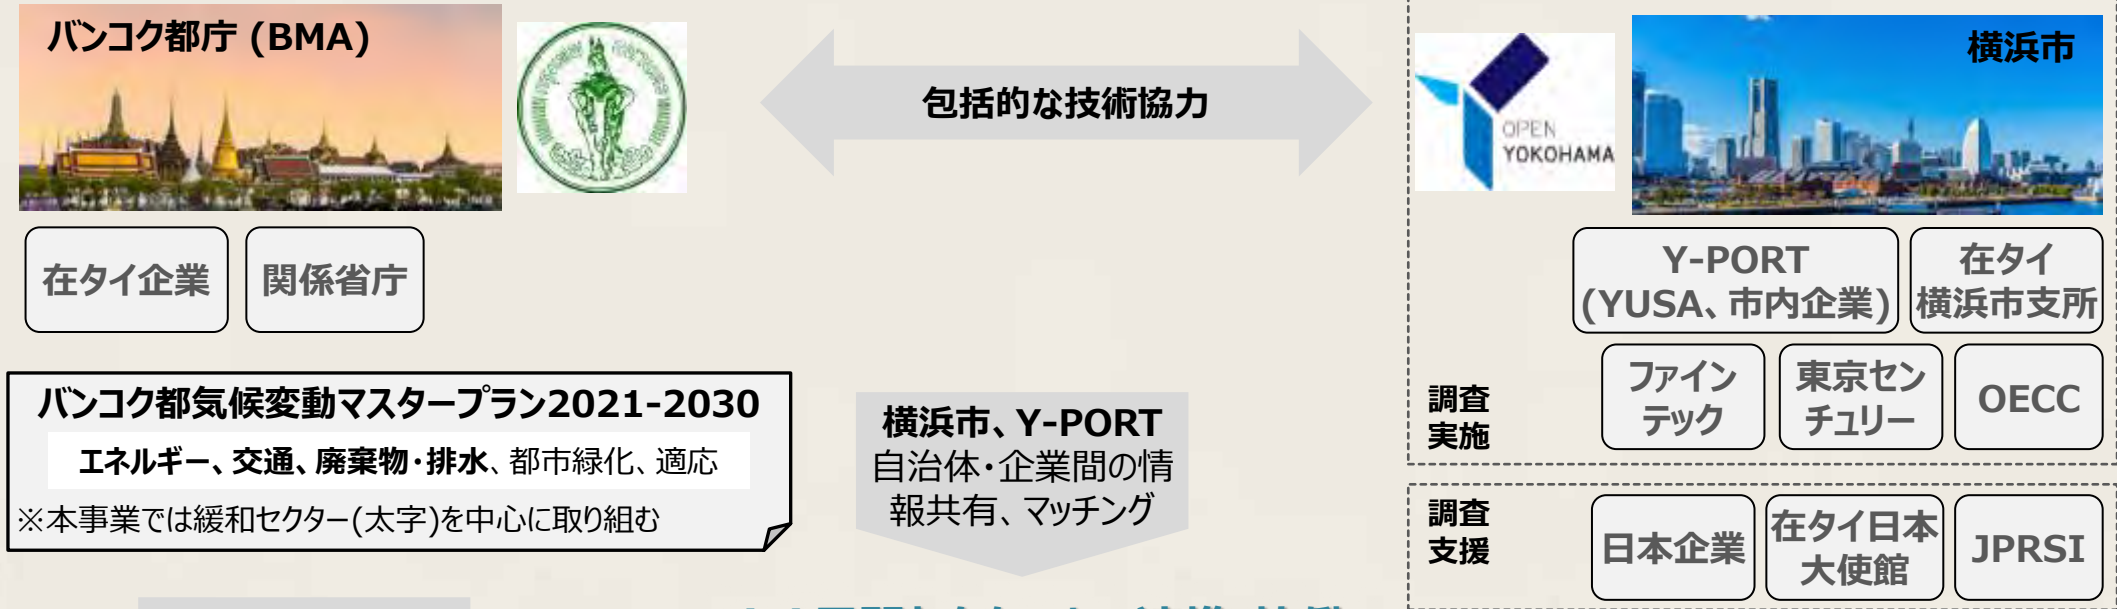 バンコク都庁 (BMA)
包括的な技術協力
OPEN
YOKOHAMA
横浜市
在タイ企業
関係省庁
Y-PORT
(YUSA、市内企業)
在タイ
横浜市支所
調査
実施
ファイン
テック
東京セン
チュリー
OECC
バンコク都気候変動マスタープラン2021-2030
エネルギー、交通、廃棄物・排水、都市緑化、適応
※本事業では緩和セクター(太字)を中心に取り組む
横浜市、Y-PORT
自治体・企業間の情
報共有、マッチング
調査
支援
日本企業
在タイ日本
大使館
JPRSI